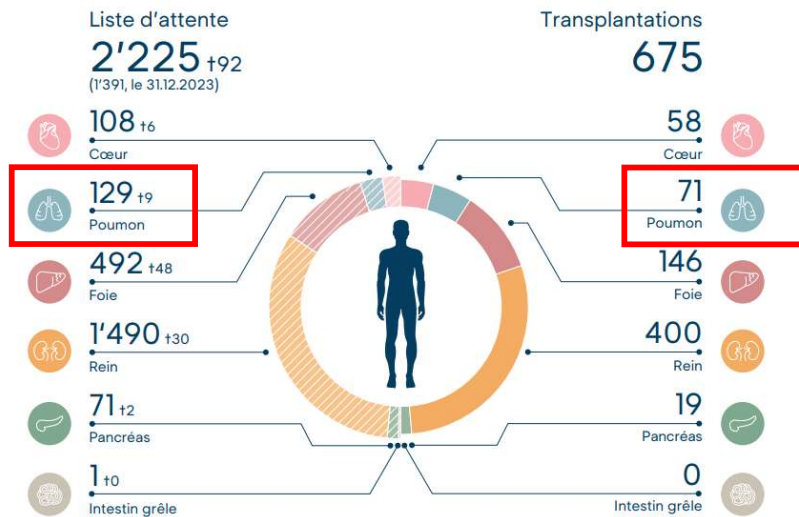 Liste d'attente
2'225 †92
(1'391, le 31.12.2023)
Transplantations
675
108 †6
Cœur
58
Cœur
129 †9
Poumon
71
Poumon
492 †48
Foie
146
Foie
1'490 †30
Rein
400
Rein
71 †2
Pancréas
19
Pancréas
1 †0
Intestin grêle
0
Intestin grêle